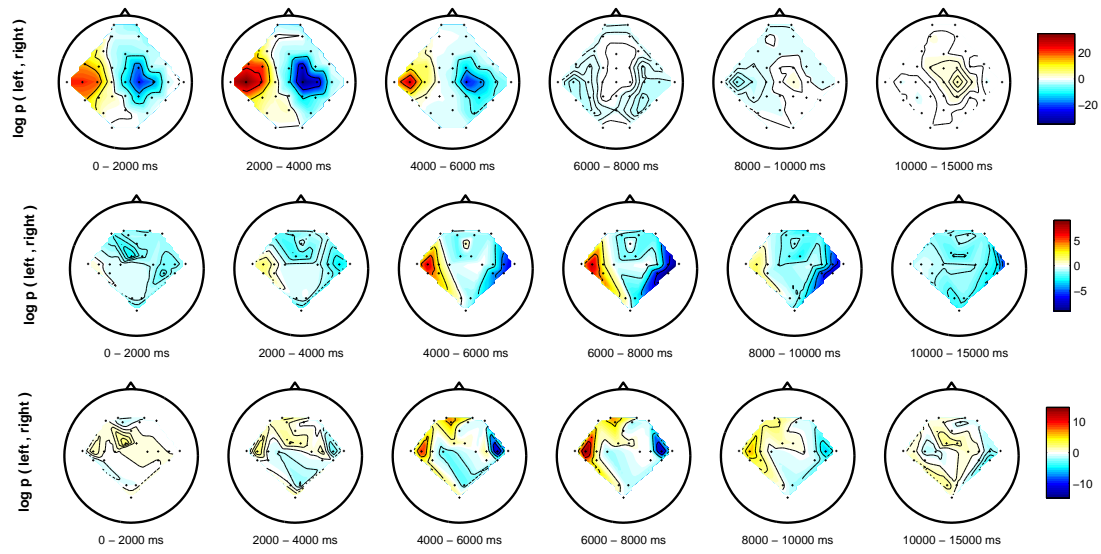 log p ( left , right )
20
0
−20
0 – 2000 ms
2000 – 4000 ms
4000 – 6000 ms
6000 – 8000 ms
8000 – 10000 ms
10000 – 15000 ms
log p ( left , right )
5
0
−5
0 – 2000 ms
2000 – 4000 ms
4000 – 6000 ms
6000 – 8000 ms
8000 – 10000 ms
10000 – 15000 ms
log p ( left , right )
10
0
−10
0 – 2000 ms
2000 – 4000 ms
4000 – 6000 ms
6000 – 8000 ms
8000 – 10000 ms
10000 – 15000 ms